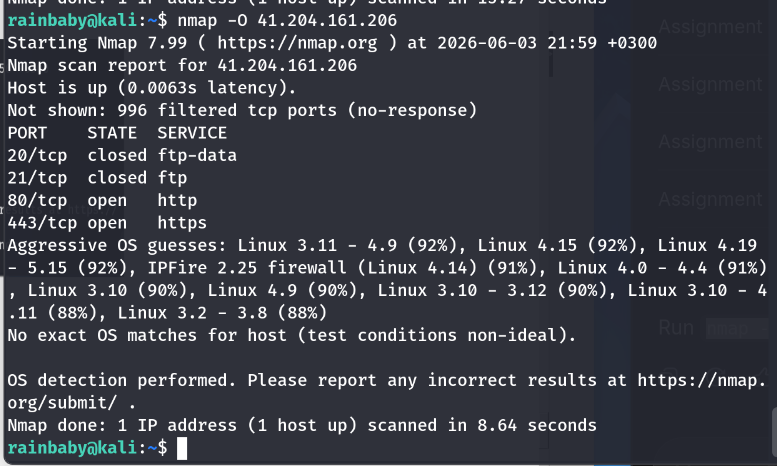 Nmap done: 1 IP address (1 host up) scanned in 15.27 seconds
rainbaby@kali:~$ nmap -O 41.204.161.206
Starting Nmap 7.99 ( https://nmap.org ) at 2026-06-03 21:59 +0300
Nmap scan report for 41.204.161.206
Host is up (0.0063s latency).
Not shown: 996 filtered tcp ports (no-response)
PORT    STATE  SERVICE
20/tcp  closed ftp-data
21/tcp  closed ftp
80/tcp  open   http
443/tcp open   https
Aggressive OS guesses: Linux 3.11 - 4.9 (92%), Linux 4.15 (92%), Linux 4.19
- 5.15 (92%), IPFire 2.25 firewall (Linux 4.14) (91%), Linux 4.0 - 4.4 (91%)
, Linux 3.10 (90%), Linux 4.9 (90%), Linux 3.10 - 3.12 (90%), Linux 3.10 - 4
.11 (88%), Linux 3.2 - 3.8 (88%)
No exact OS matches for host (test conditions non-ideal).
OS detection performed. Please report any incorrect results at https://nmap.
org/submit/ .
Nmap done: 1 IP address (1 host up) scanned in 8.64 seconds
rainbaby@kali:~$
Assignment
Assignment
Assignment
Assignment
Run